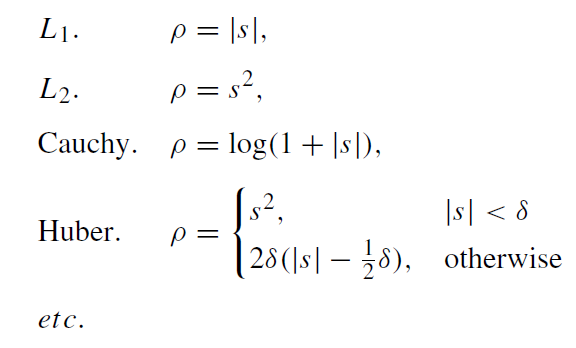 L₁. ρ = |s|,
L₂. ρ = s²,
Cauchy. ρ = log(1 + |s|),
Huber. ρ = { s², |s| < δ
2δ(|s| − ½δ), otherwise
etc.